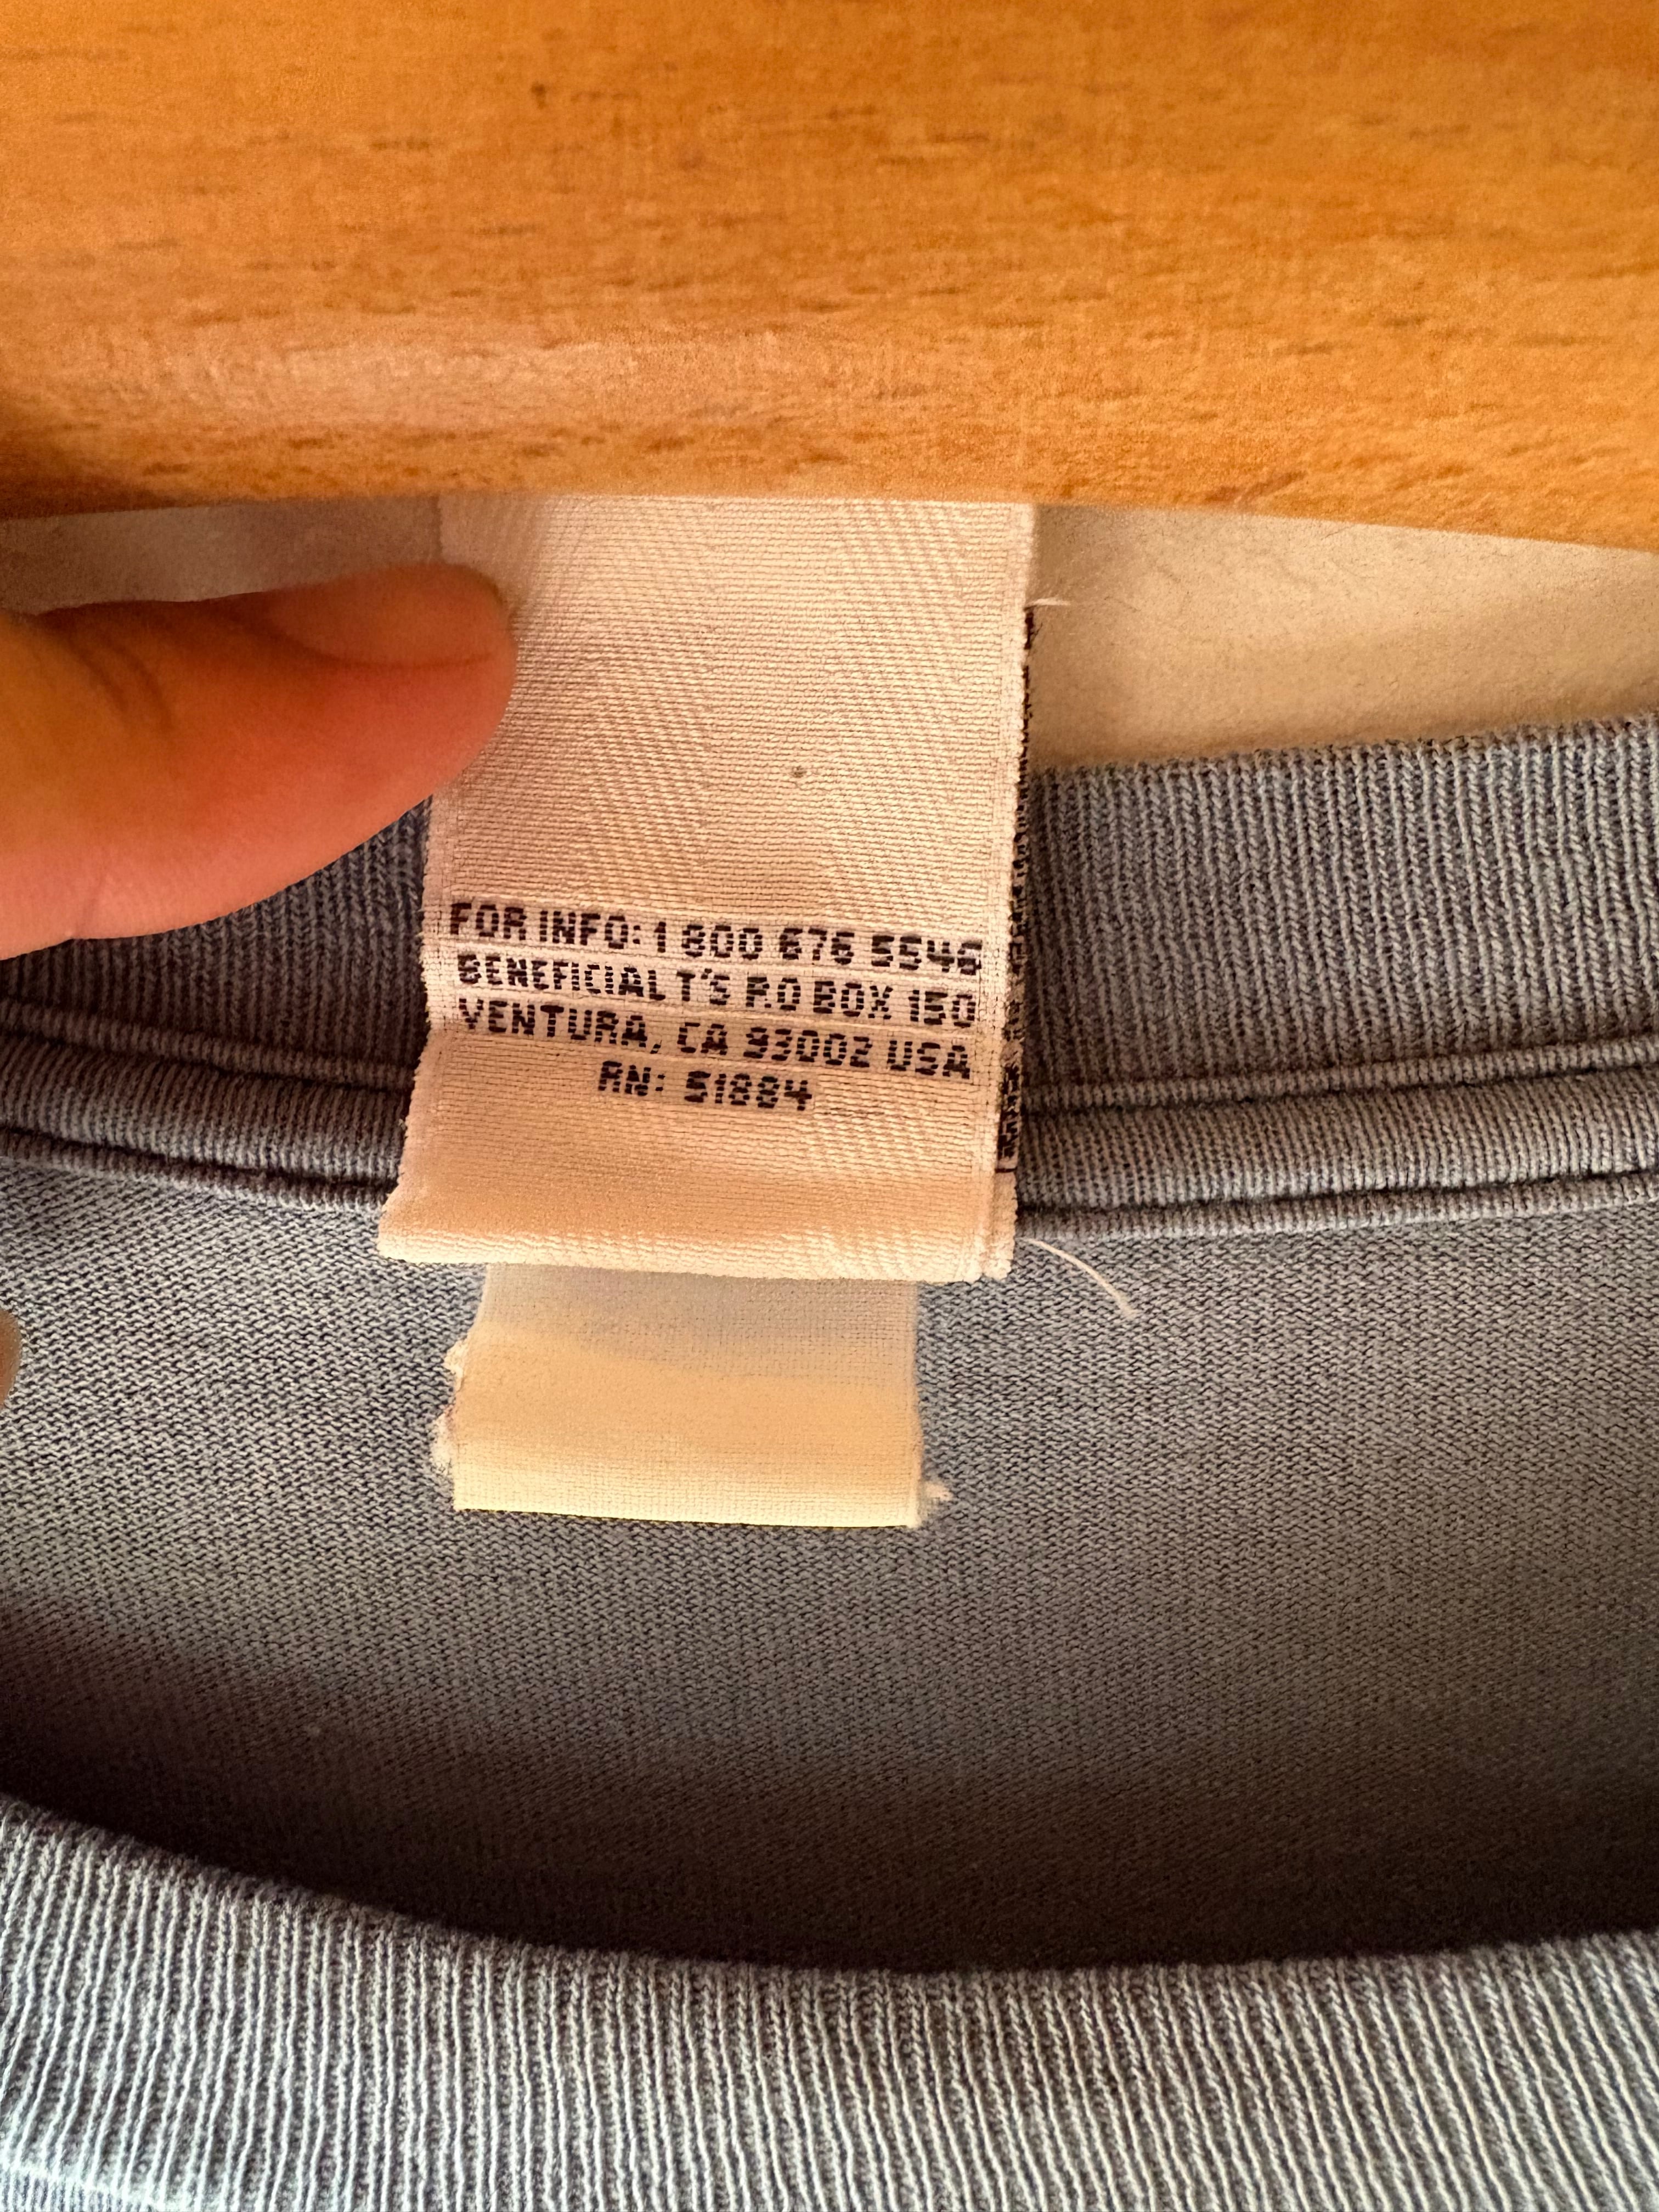 FOR INFO: 1 800 676 5546
BENEFICIAL T'S P.O BOX 150
VENTURA, CA 93002 USA
RN: 51884